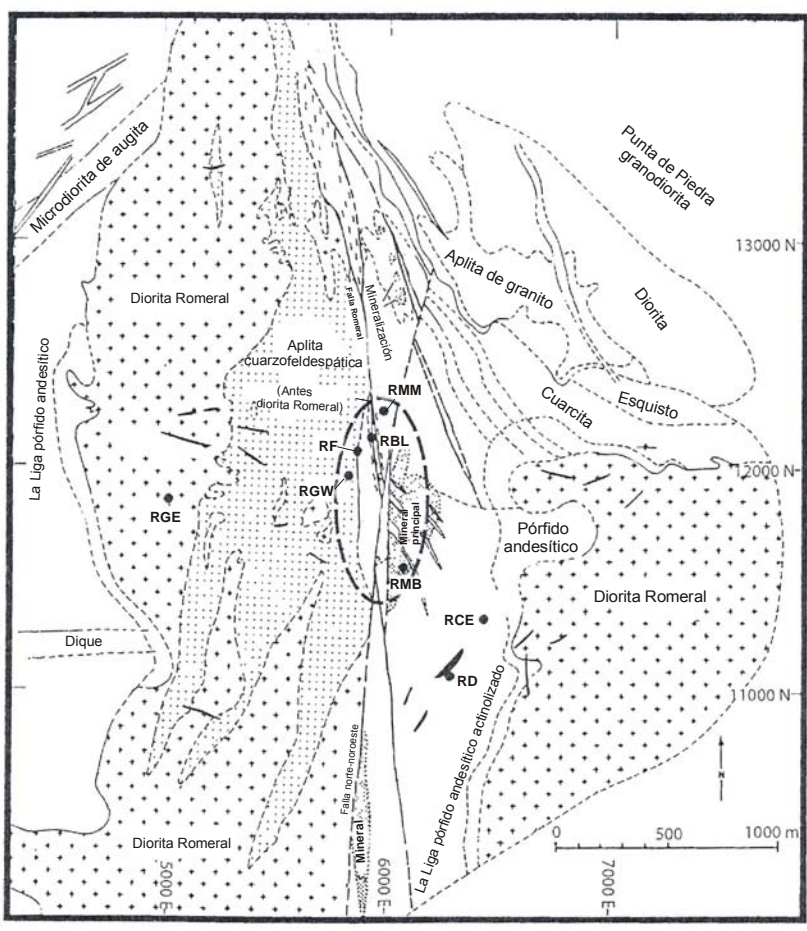 Microdiorita de augita
Punta de Piedra
granodiorita
13000 N
Aplita de granito
Diorita
Diorita Romeral
Falla Romeral
Mineralización
La Liga pórfido andesítico
Aplita
cuarzofeldespática
(Antes
diorita Romeral)
RMM
Cuarcita
Esquisto
RF
RBL
12000 N
RGW
RGE
Mineral
principal
Pórfido
andesítico
RMB
Diorita Romeral
RCE
Dique
RD
11000 N
La Liga pórfido andesítico actinolizado
Falla norte-noroeste
Mineral
Diorita Romeral
N
0
500
1000 m
5000 E
6000 E
7000 E